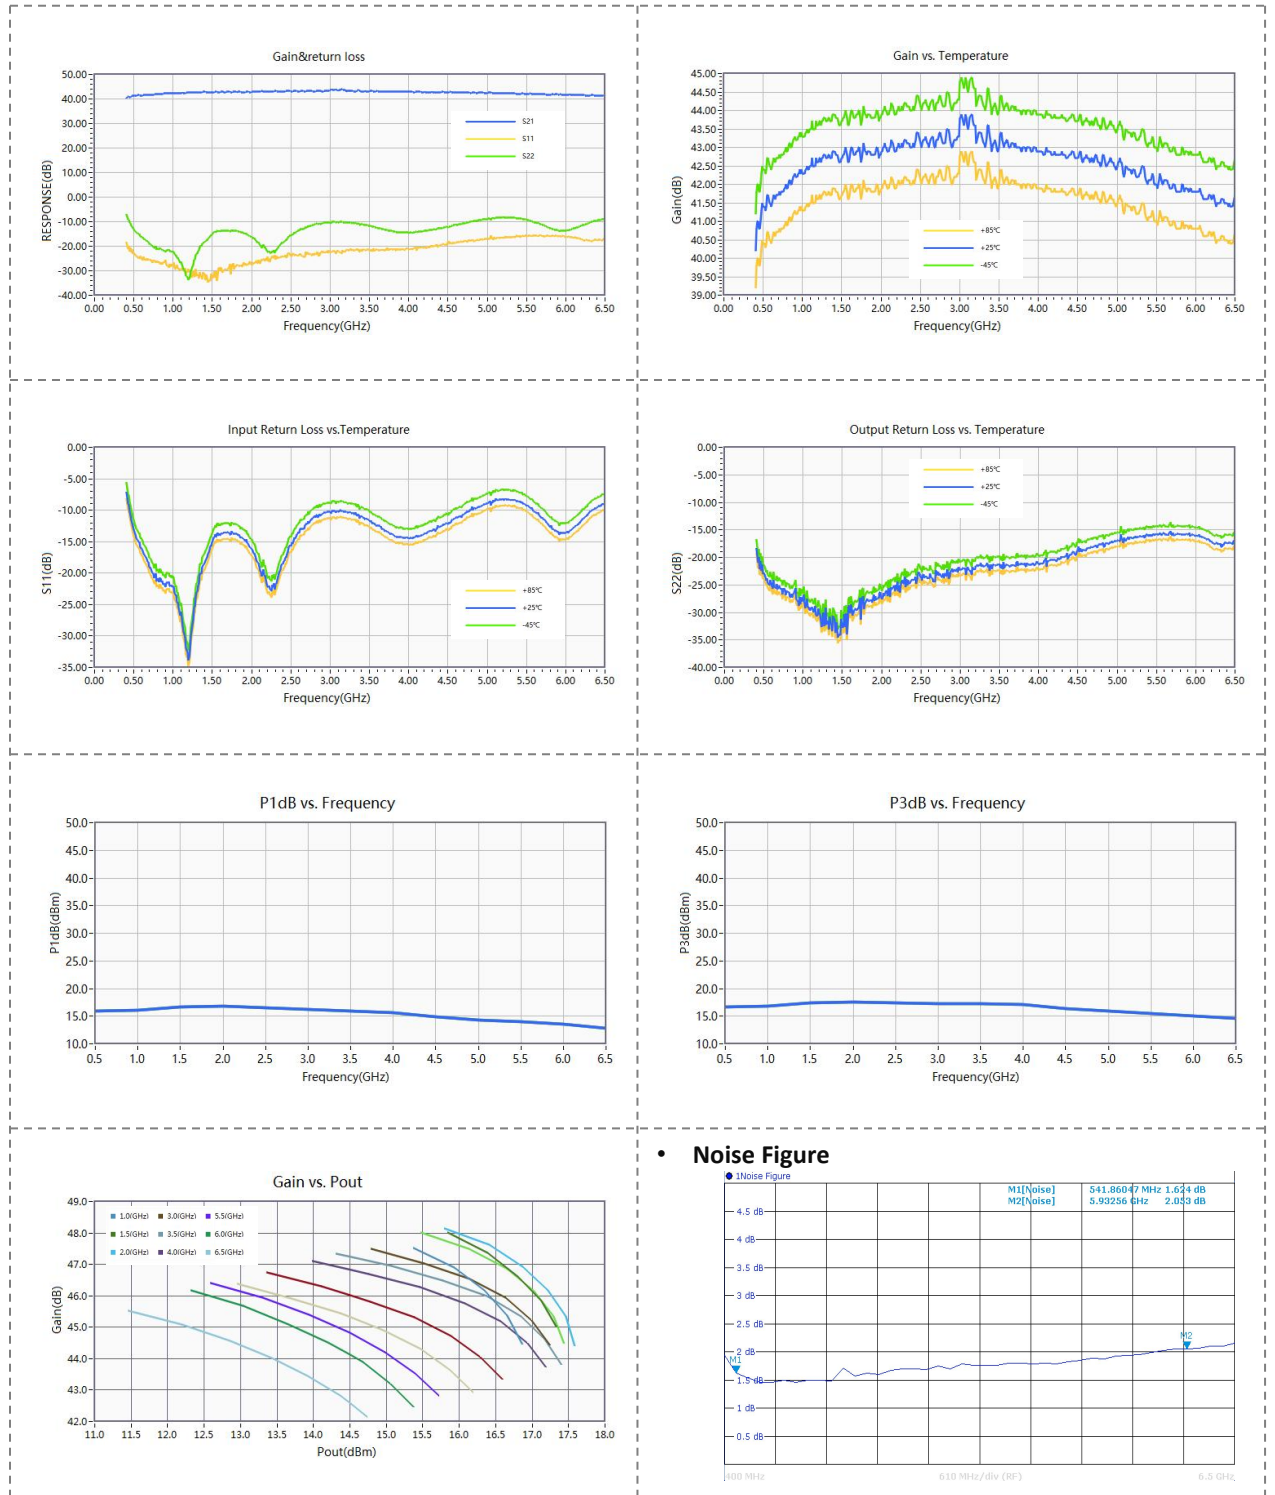 Gain&return loss
50.00
40.00
30.00
20.00
10.00
0.00
-10.00
-20.00
-30.00
-40.00
RESPONSE(dB)
S21
S11
S22
0.00 0.50 1.00 1.50 2.00 2.50 3.00 3.50 4.00 4.50 5.00 5.50 6.00 6.50
Frequency(GHz)
Gain vs. Temperature
45.00
44.50
44.00
43.50
43.00
42.50
42.00
41.50
41.00
40.50
40.00
39.50
39.00
Gain(dB)
+85℃
+25℃
-45℃
0.00 0.50 1.00 1.50 2.00 2.50 3.00 3.50 4.00 4.50 5.00 5.50 6.00 6.50
Frequency(GHz)
Input Return Loss vs.Temperature
0.00
-5.00
-10.00
-15.00
-20.00
-25.00
-30.00
-35.00
S11(dB)
+85℃
+25℃
-45℃
0.00 0.50 1.00 1.50 2.00 2.50 3.00 3.50 4.00 4.50 5.00 5.50 6.00 6.50
Frequency(GHz)
Output Return Loss vs. Temperature
0.00
-5.00
-10.00
-15.00
-20.00
-25.00
-30.00
-35.00
-40.00
S22(dB)
+85℃
+25℃
-45℃
0.00 0.50 1.00 1.50 2.00 2.50 3.00 3.50 4.00 4.50 5.00 5.50 6.00 6.50
Frequency(GHz)
P1dB vs. Frequency
50.0
45.0
40.0
35.0
30.0
25.0
20.0
15.0
10.0
P1dB(dBm)
0.5 1.0 1.5 2.0 2.5 3.0 3.5 4.0 4.5 5.0 5.5 6.0 6.5
Frequency(GHz)
P3dB vs. Frequency
50.0
45.0
40.0
35.0
30.0
25.0
20.0
15.0
10.0
P3dB(dBm)
0.5 1.0 1.5 2.0 2.5 3.0 3.5 4.0 4.5 5.0 5.5 6.0 6.5
Frequency(GHz)
Gain vs. Pout
49.0
48.0
47.0
46.0
45.0
44.0
43.0
42.0
Gain(dB)
1.0(GHz) 3.0(GHz) 5.5(GHz)
1.5(GHz) 3.5(GHz) 6.0(GHz)
2.0(GHz) 4.0(GHz) 6.5(GHz)
11.0 11.5 12.0 12.5 13.0 13.5 14.0 14.5 15.0 15.5 16.0 16.5 17.0 17.5 18.0
Pout(dBm)
• Noise Figure
1Noise Figure
M1[Noise] 541.86047 MHz 1.624 dB
M2[Noise] 5.93256 GHz 2.053 dB
4.5 dB
4 dB
3.5 dB
3 dB
2.5 dB
M2
2 dB
M1
1.5 dB
1 dB
0.5 dB
400 MHz 610 MHz/div (RF) 6.5 GHz